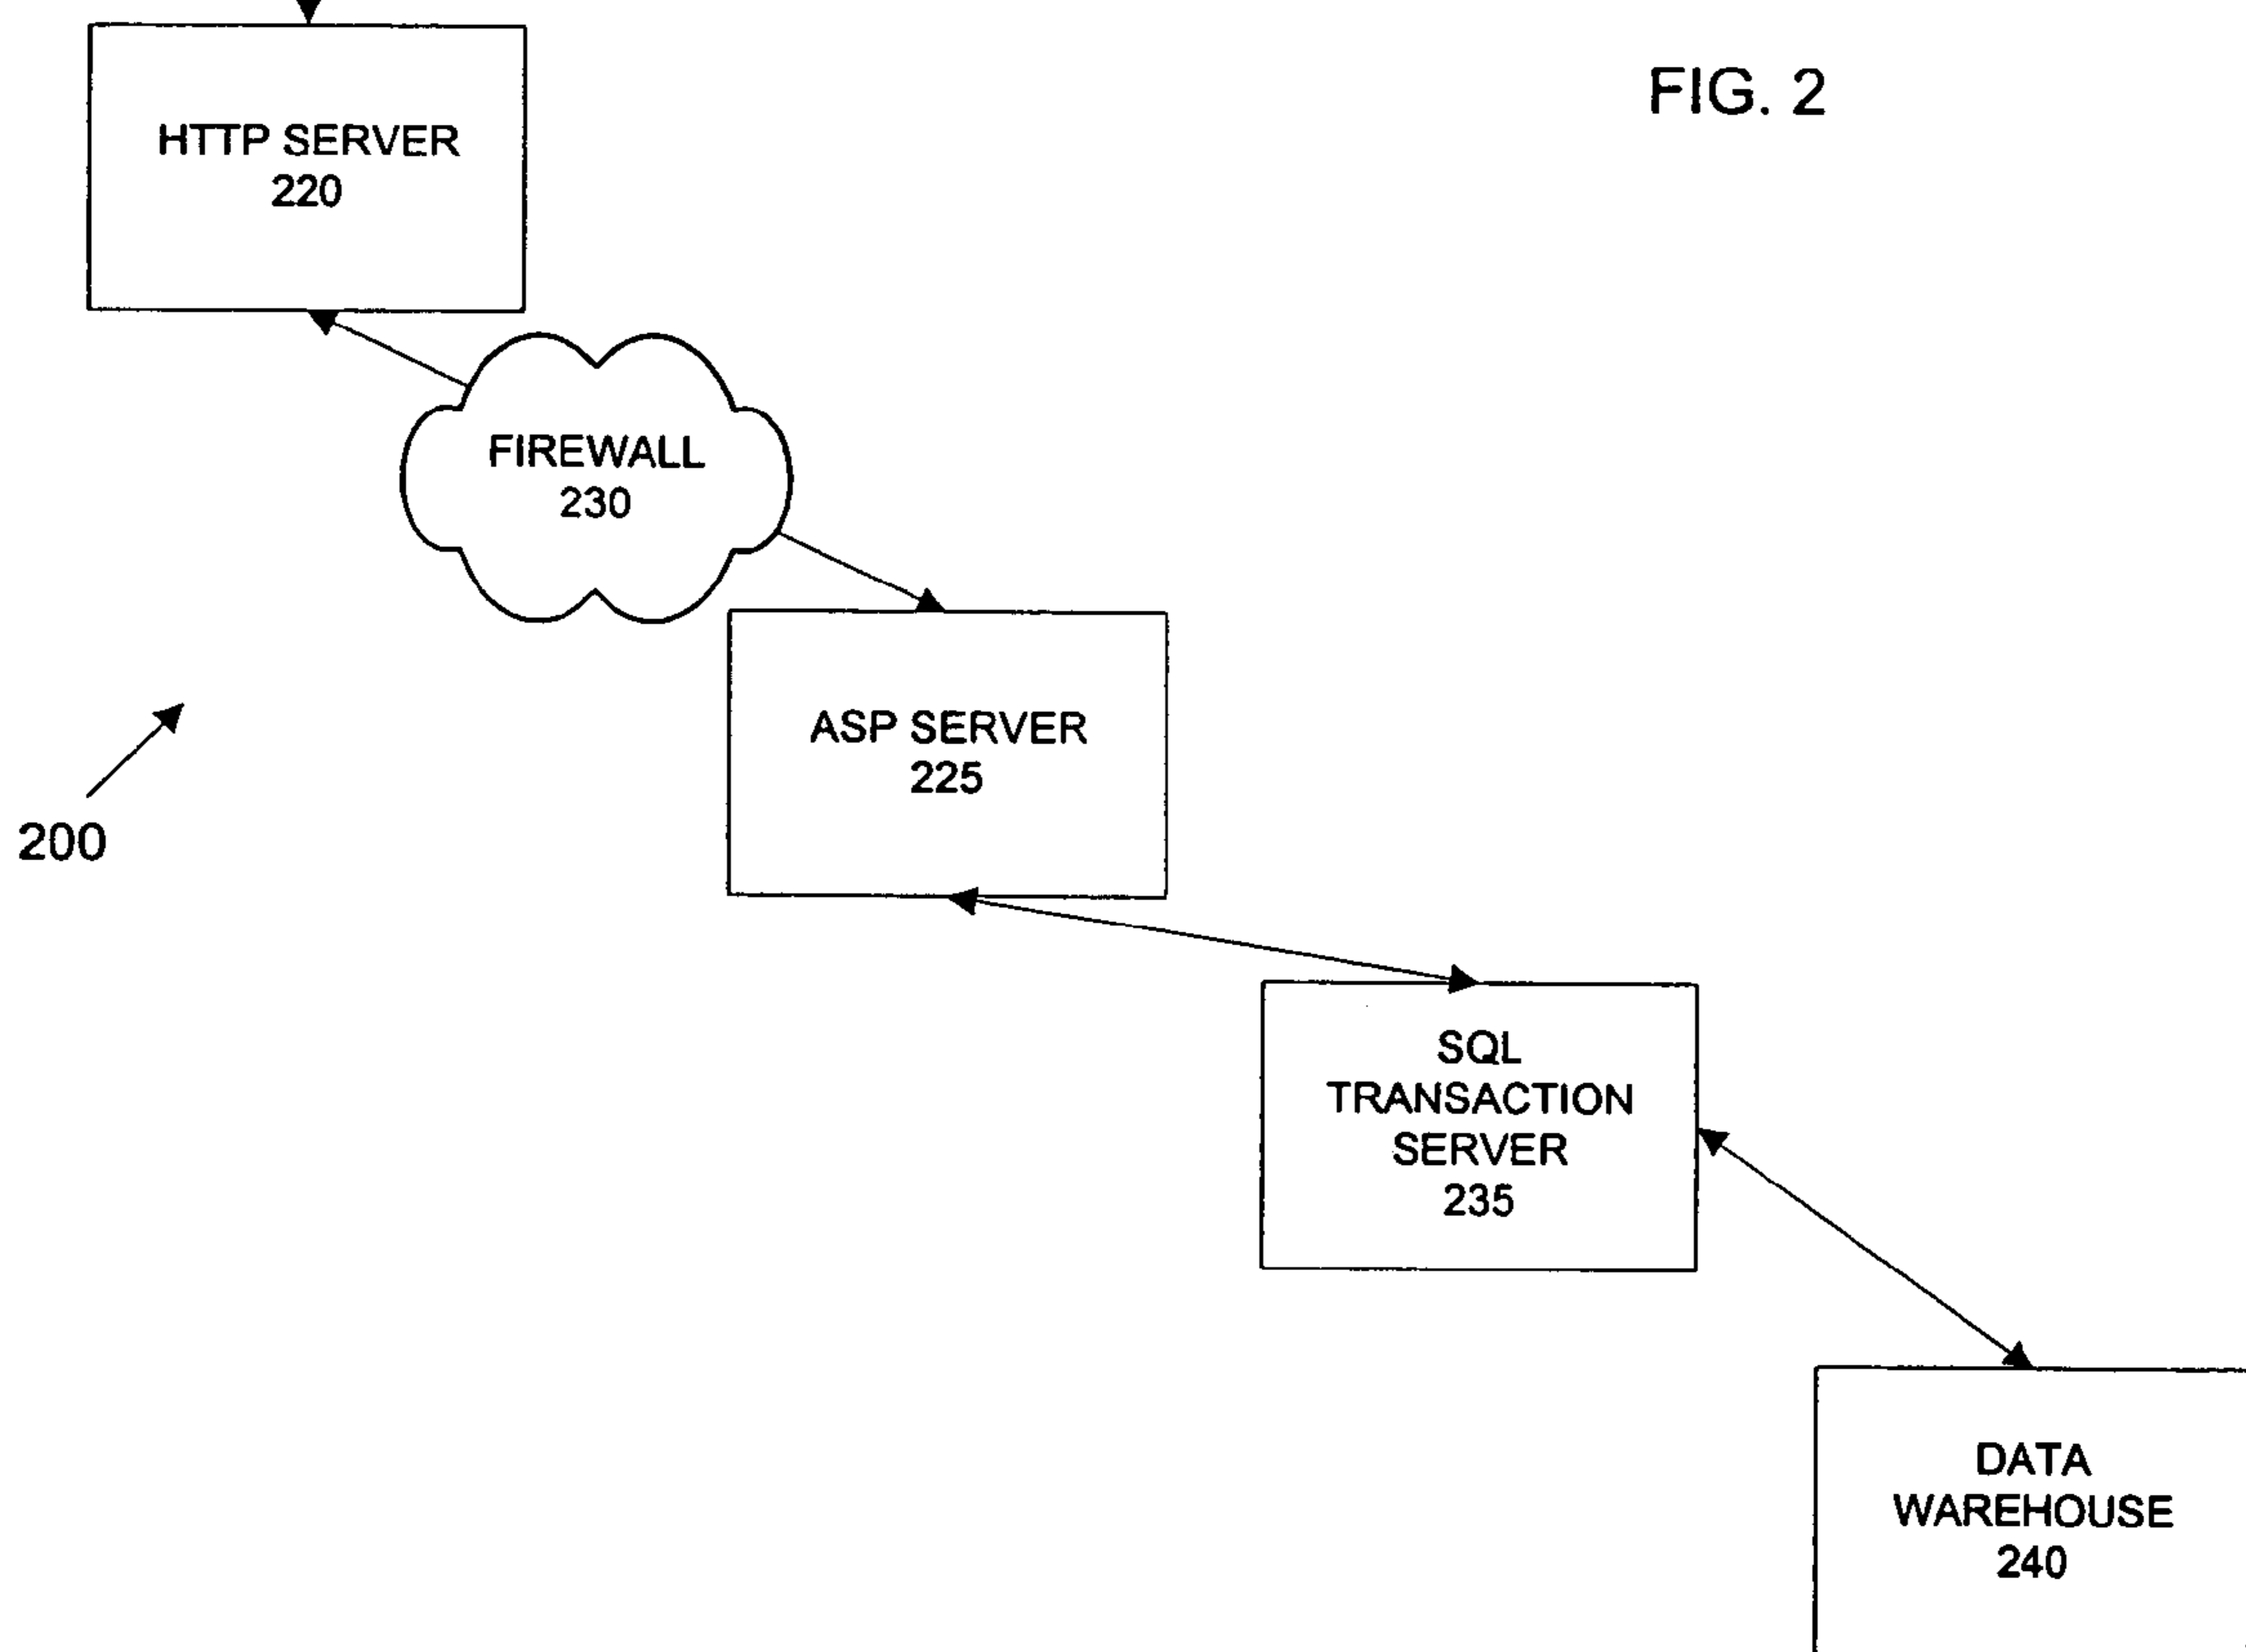 FIG. 2
HTTP SERVER
220
FIREWALL
230
ASP SERVER
225
200
SQL
TRANSACTION
SERVER
235
DATA
WAREHOUSE
240